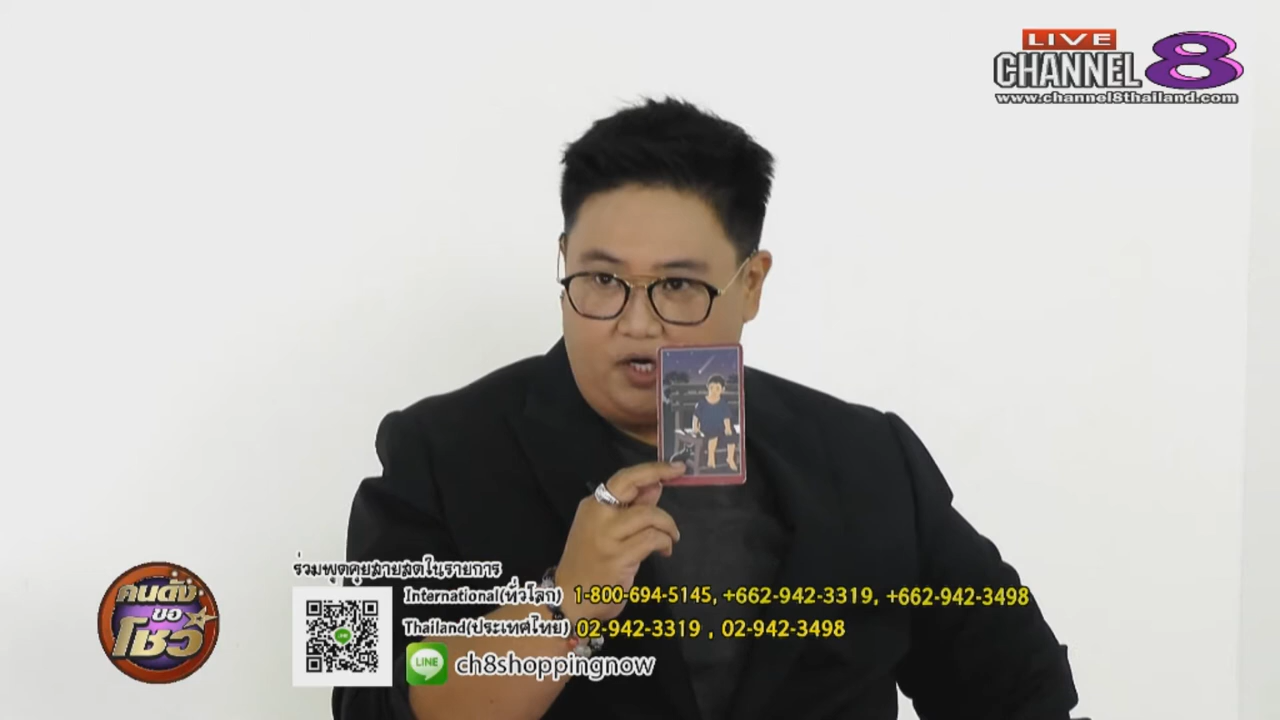 LIVE
CHANNEL 8
www.channel8thailand.com
ร่วมพูดคุยสายสดในรายการ
International(ทั่วโลก) 1-800-694-5145, +662-942-3319, +662-942-3498
Thailand(ประเทศไทย) 02-942-3319 , 02-942-3498
LINE ch8shoppingnow
คนดัง
ขอ
โชว์